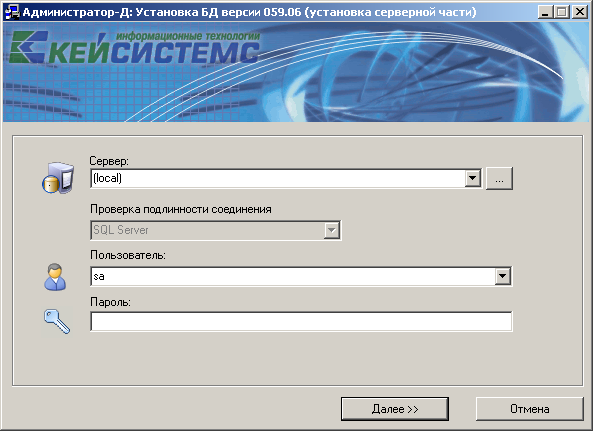 Администратор-Д: Установка БД версии 059.06 (установка серверной части)
информационные технологии
КЕЙСИСТЕМС
Сервер:
(local)
...
Проверка подлинности соединения
SQL Server
Пользователь:
sa
Пароль:
Далее >>
Отмена